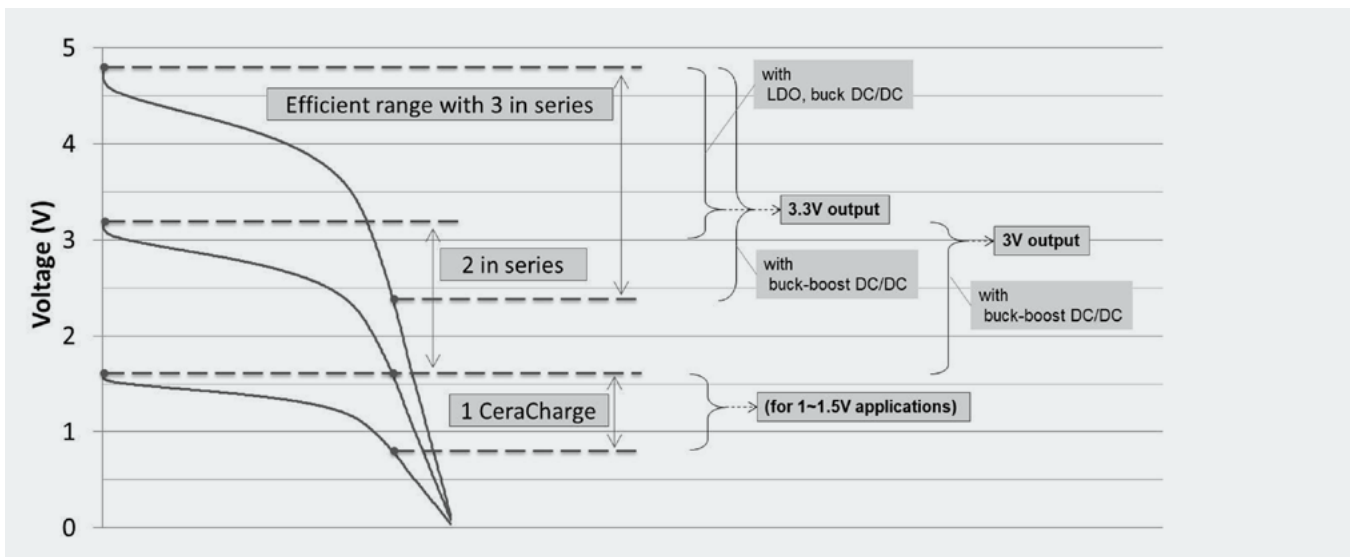 5
4
3
2
1
0
Voltage (V)
Efficient range with 3 in series
2 in series
1 CeraCharge
with
LDO, buck DC/DC
3.3V output
with
buck-boost DC/DC
3V output
with
buck-boost DC/DC
(for 1~1.5V applications)